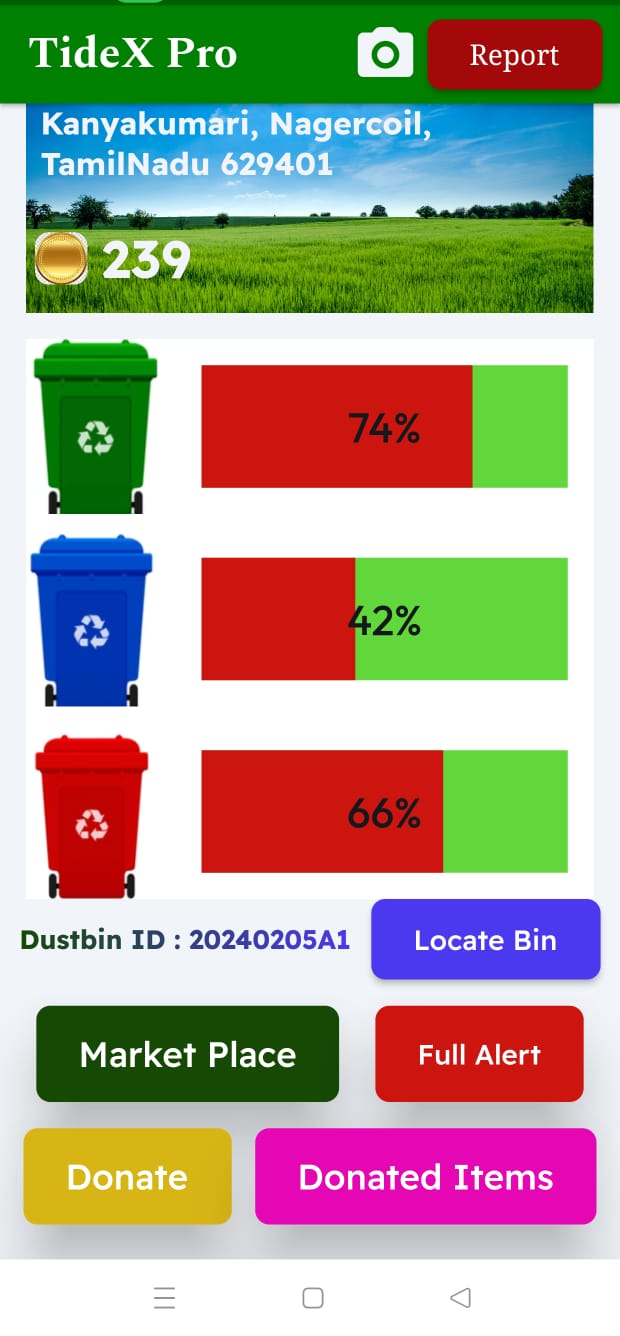 TideX Pro
Report
Kanyakumari, Nagercoil,
TamilNadu 629401
239
74%
42%
66%
Dustbin ID : 20240205A1
Locate Bin
Market Place
Full Alert
Donate
Donated Items